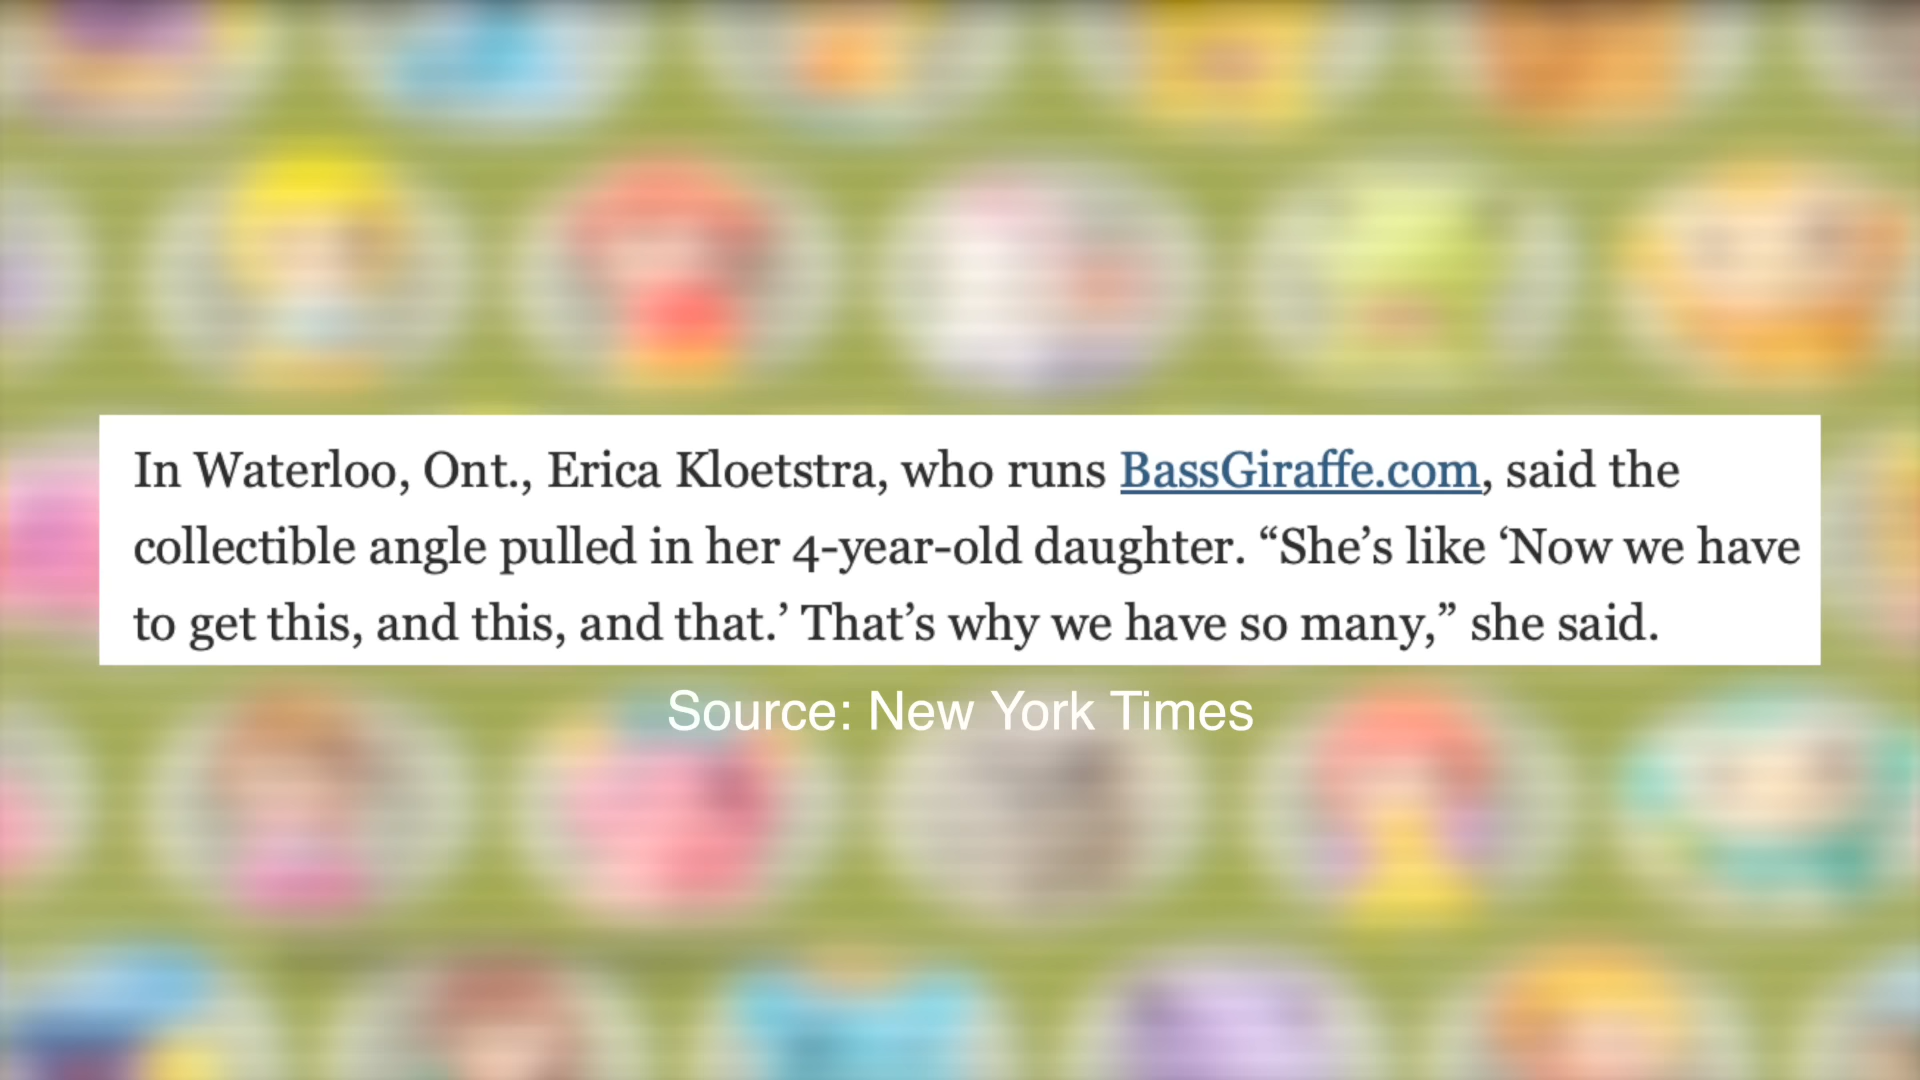 In Waterloo, Ont., Erica Kloetstra, who runs BassGiraffe.com, said the
collectible angle pulled in her 4-year-old daughter. “She’s like ‘Now we have
to get this, and this, and that.’ That’s why we have so many,” she said.
Source: New York Times